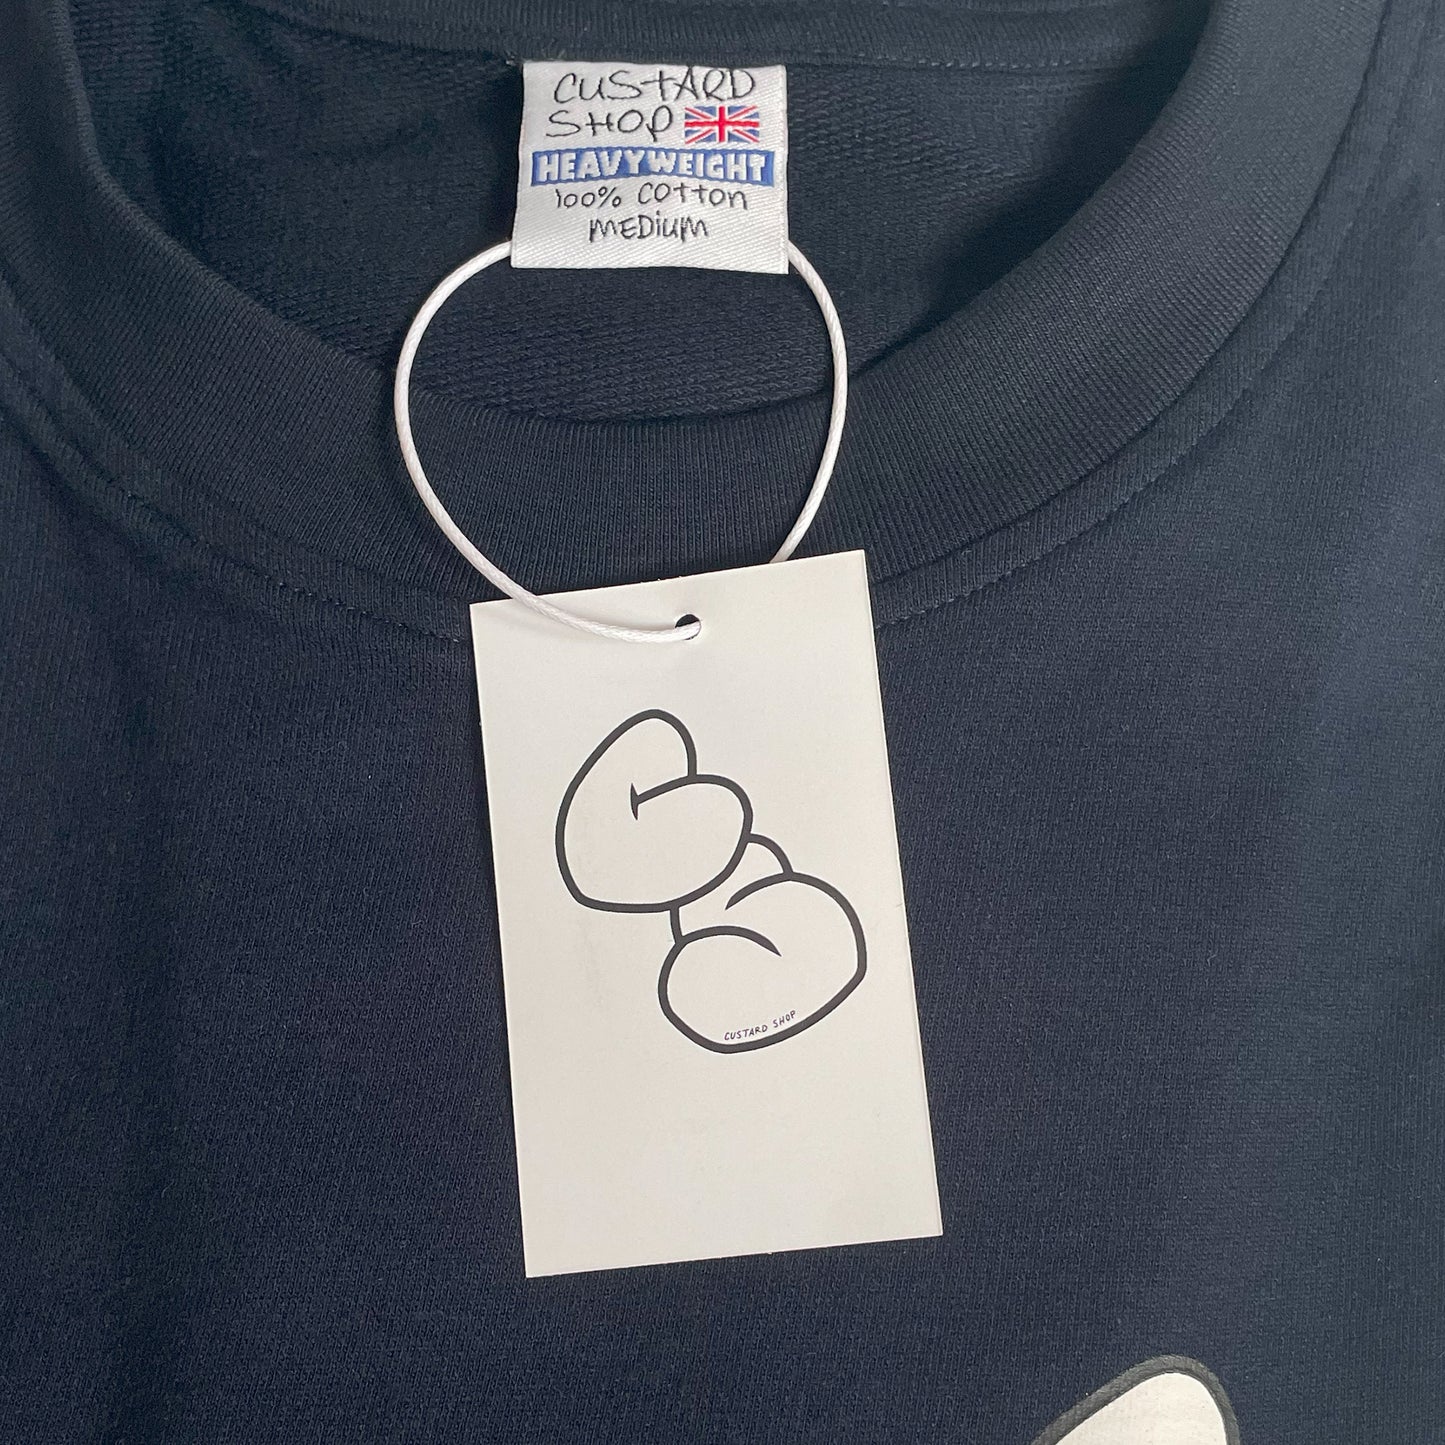 CUSTARD
SHOP
HEAVYWEIGHT
100% COTTON
MEDIUM
CUSTARD SHOP